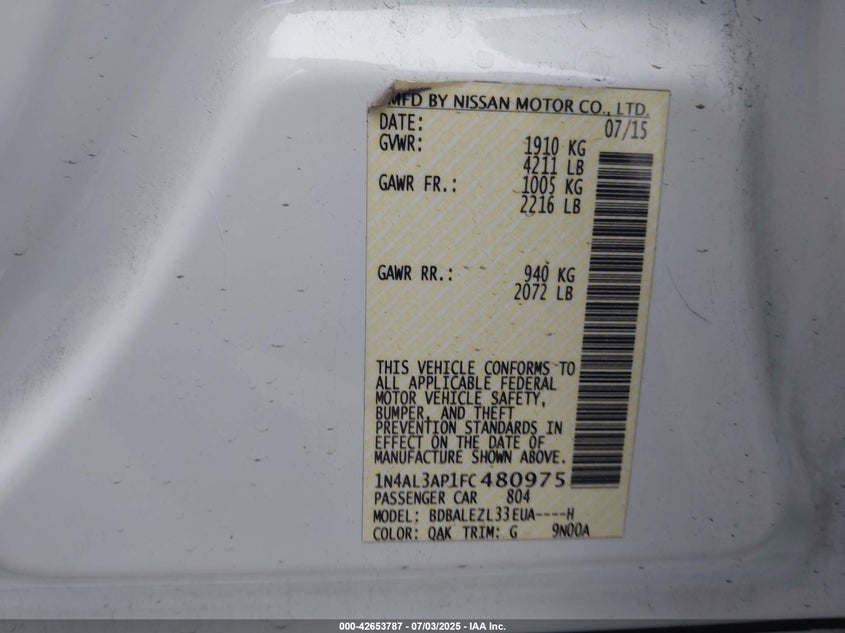 MFD BY NISSAN MOTOR CO., LTD.
DATE: 07/15
GVWR: 1910 KG
4211 LB
GAWR FR.: 1005 KG
2216 LB
GAWR RR.: 940 KG
2072 LB
THIS VEHICLE CONFORMS TO
ALL APPLICABLE FEDERAL
MOTOR VEHICLE SAFETY,
BUMPER, AND THEFT
PREVENTION STANDARDS IN
EFFECT ON THE DATE OF
MANUFACTURE SHOWN ABOVE.
1N4AL3AP1FC480975
PASSENGER CAR 804
MODEL: BDBALEZL33EUA----H
COLOR: QAK TRIM: G 9N00A
000-42653787 - 07/03/2025 - IAA Inc.